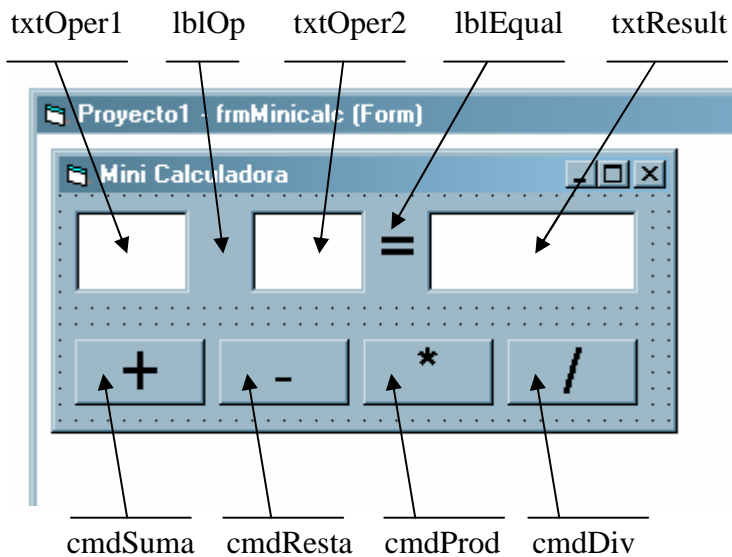 txtOper1 lblOp txtOper2 lblEqual txtResult
Proyecto1 - frmMinicalc (Form)
Mini Calculadora
=
+ - * /
cmdSuma cmdResta cmdProd cmdDiv